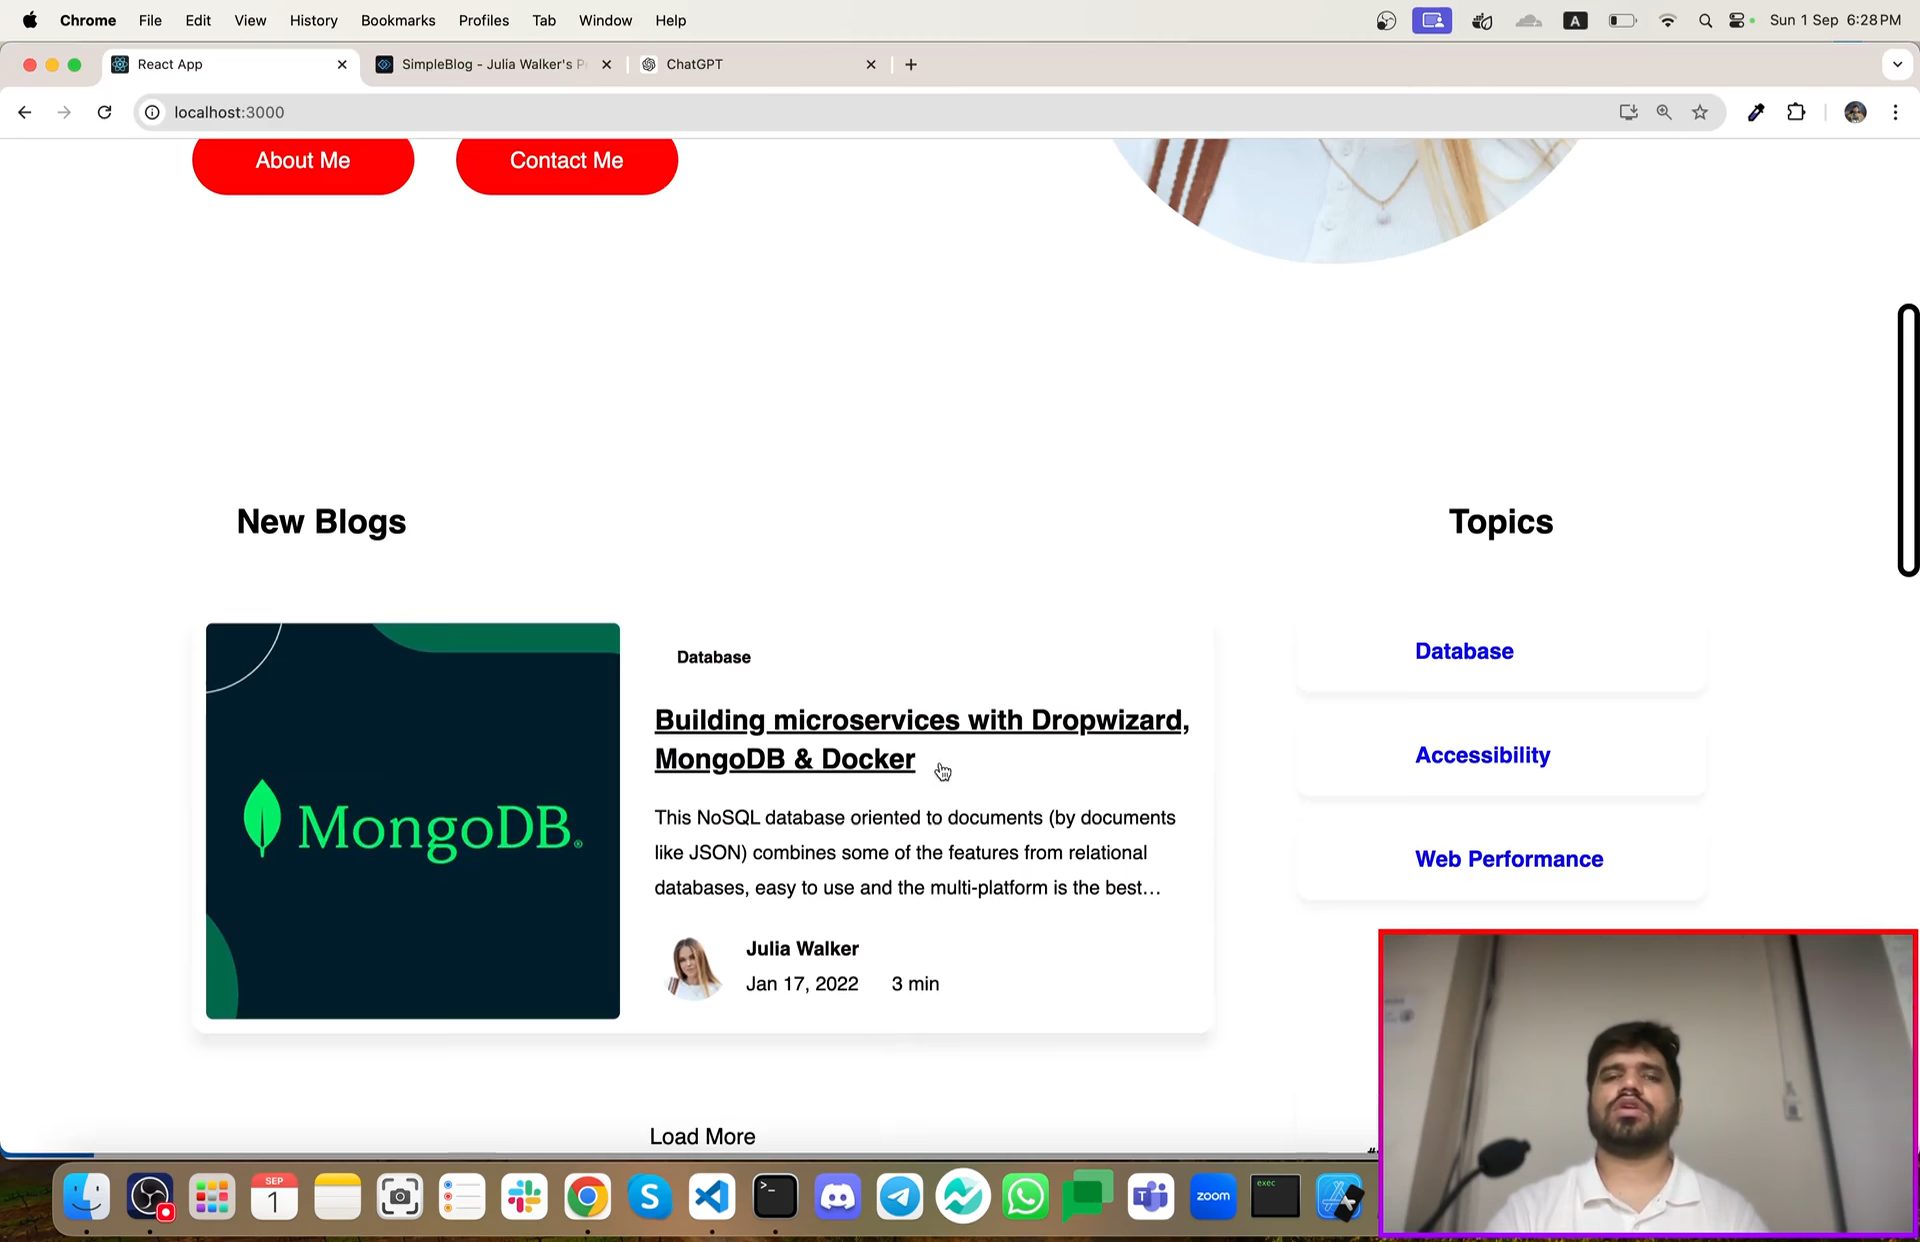 Chrome File Edit View History Bookmarks Profiles Tab Window Help
A
Sun 1 Sep 6:28 PM
React App
SimpleBlog - Julia Walker's P
ChatGPT
localhost:3000
About Me
Contact Me
New Blogs
Topics
MongoDB®
Database
Building microservices with Dropwizard,
MongoDB & Docker
This NoSQL database oriented to documents (by documents
like JSON) combines some of the features from relational
databases, easy to use and the multi-platform is the best…
Julia Walker
Jan 17, 2022 3 min
Database
Accessibility
Web Performance
Load More
SEP
1
S
>_
T
zoom
exec